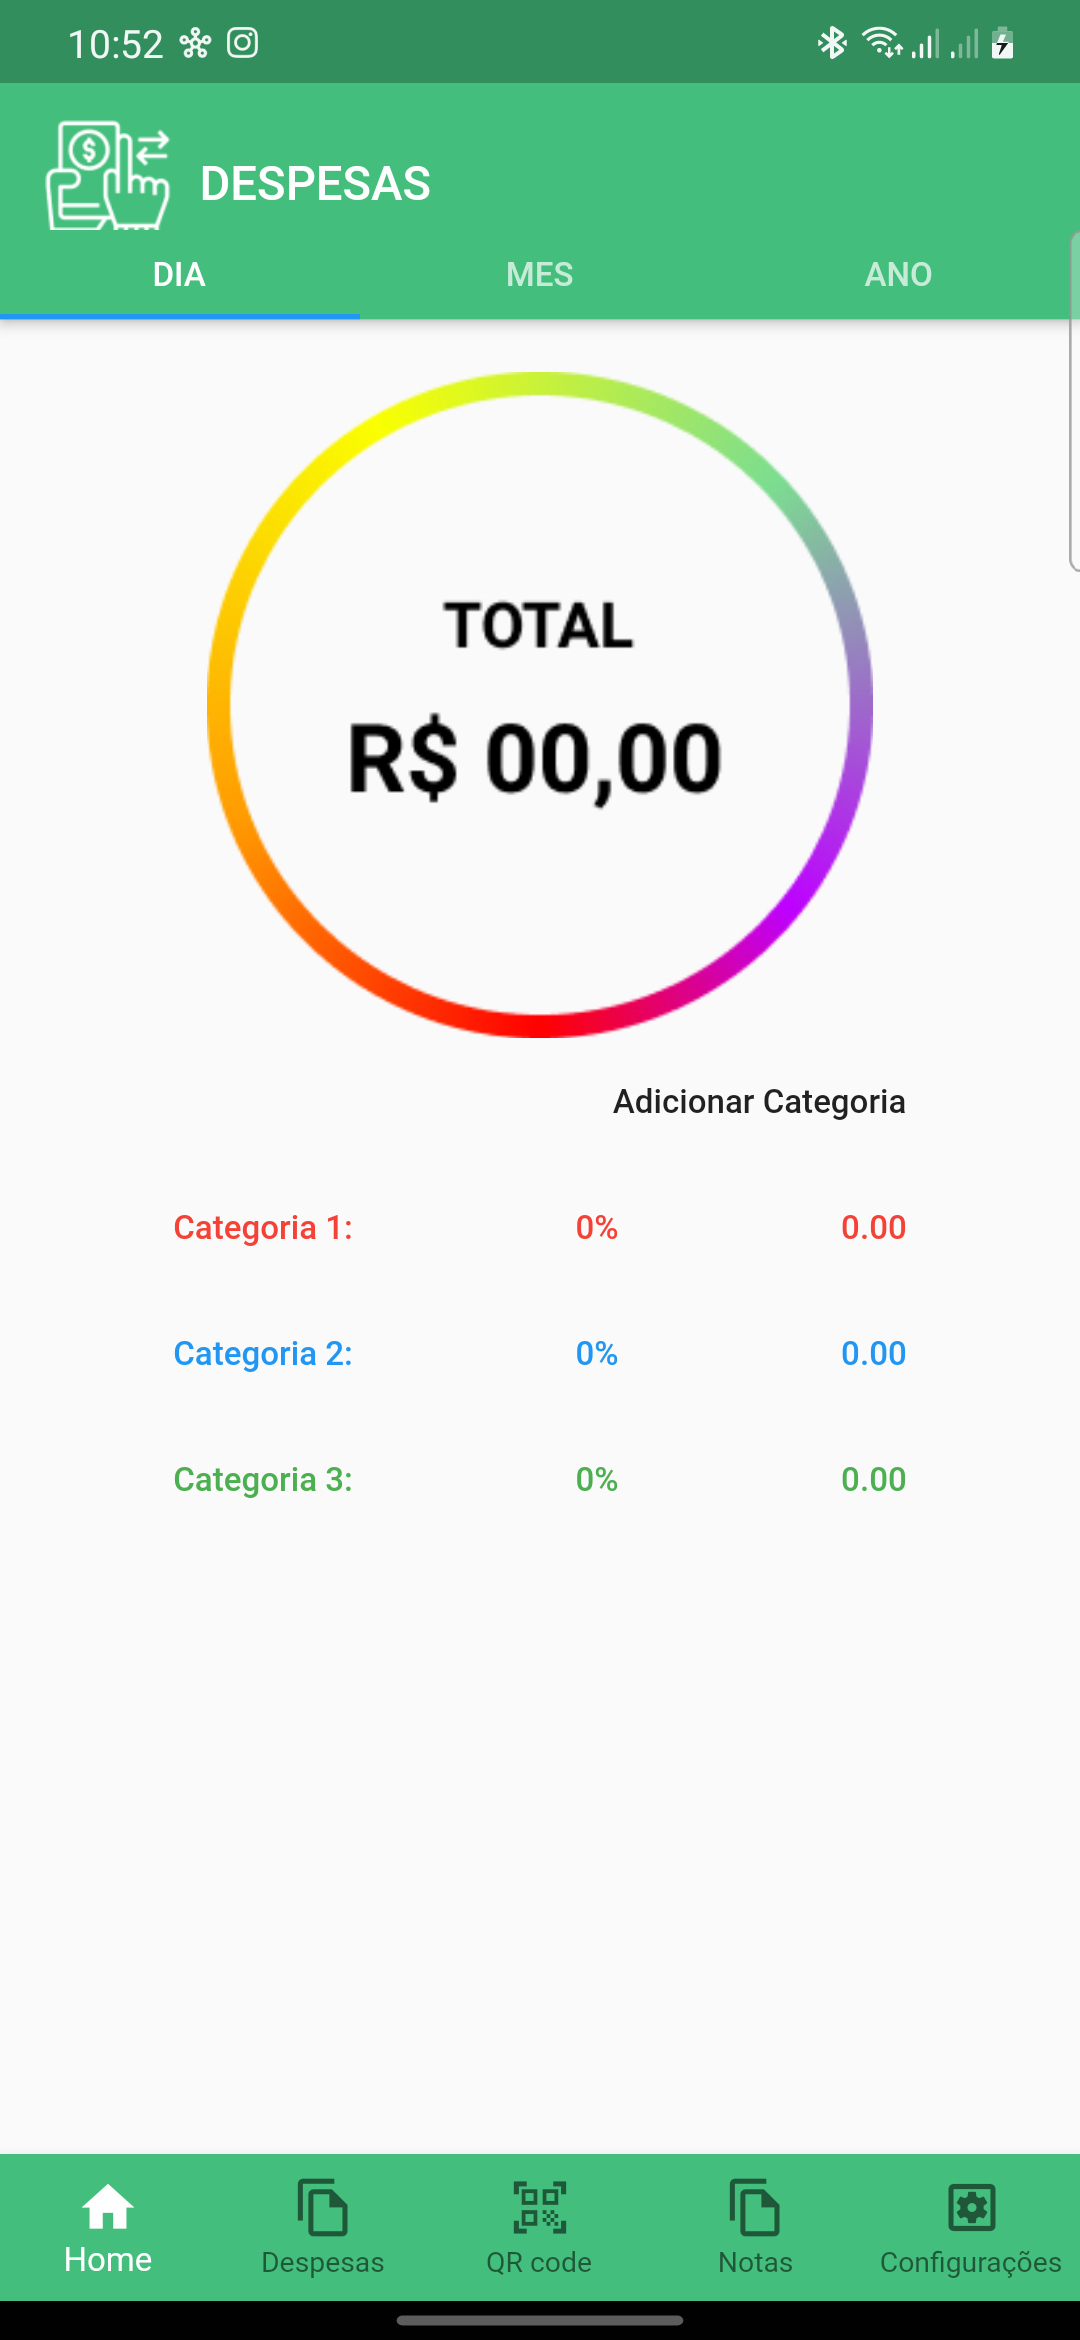 10:52
DESPESAS
DIA MES ANO
TOTAL
R$ 00,00
Adicionar Categoria
Categoria 1: 0% 0.00
Categoria 2: 0% 0.00
Categoria 3: 0% 0.00
Home Despesas QR code Notas Configurações